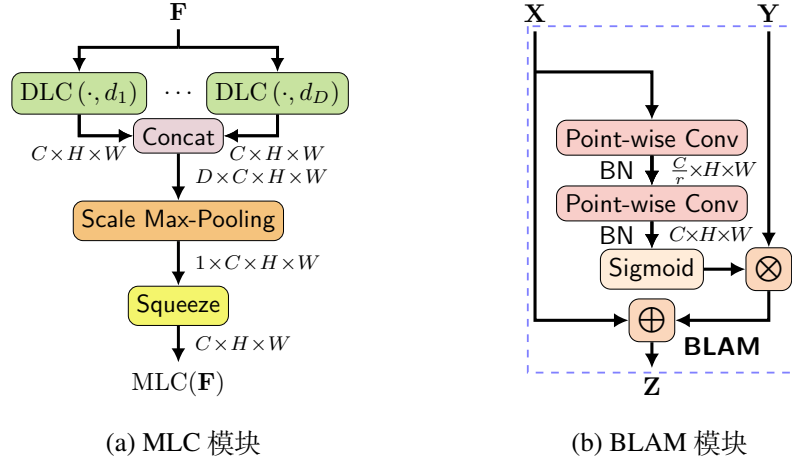 F
DLC (·, d₁) ··· DLC (·, d_D)
Concat
C×H×W C×H×W
D×C×H×W
Scale Max-Pooling
1×C×H×W
Squeeze
C×H×W
MLC(F)
(a) MLC 模块
X Y
Point-wise Conv
BN C/r×H×W
Point-wise Conv
BN C×H×W
Sigmoid ⊗
⊕
BLAM
Z
(b) BLAM 模块